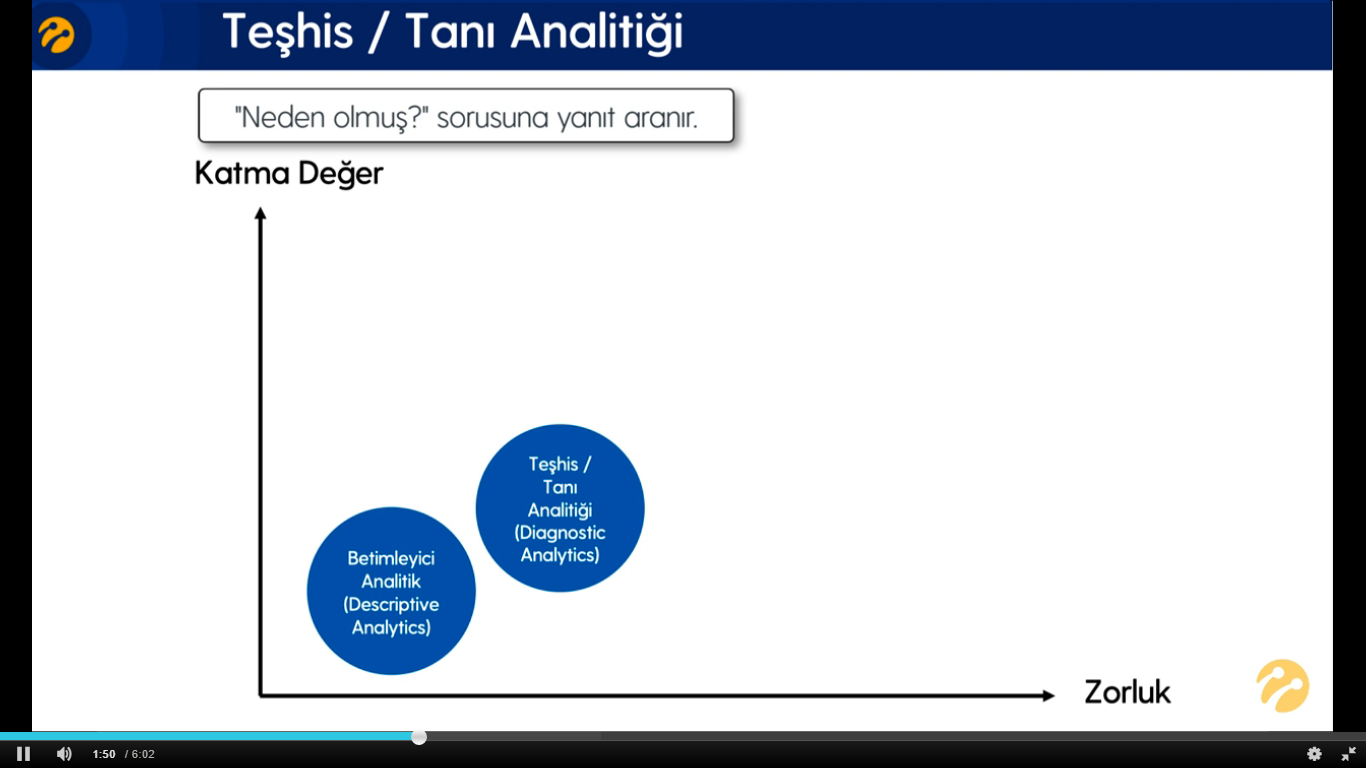 Teşhis / Tanı Analitiği
"Neden olmuş?" sorusuna yanıt aranır.
Katma Değer
Teşhis /
Tanı
Analitiği
(Diagnostic
Analytics)
Betimleyici
Analitik
(Descriptive
Analytics)
Zorluk
1:50 / 6:02